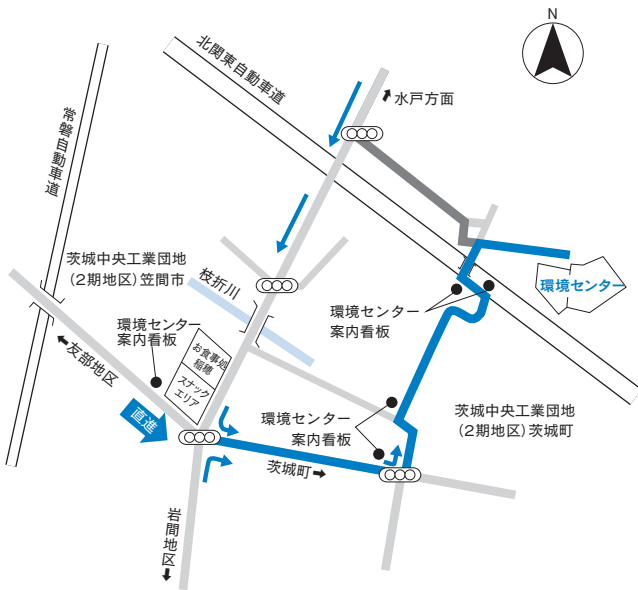 N
北関東自動車道
水戸方面
常磐自動車道
茨城中央工業団地
(2期地区)笠間市
枝折川
環境センター
環境センター
案内看板
環境センター
案内看板
お食事処
稲穂
スナック
エリア
友部地区
直進
環境センター
案内看板
茨城中央工業団地
(2期地区)茨城町
茨城町
岩間地区